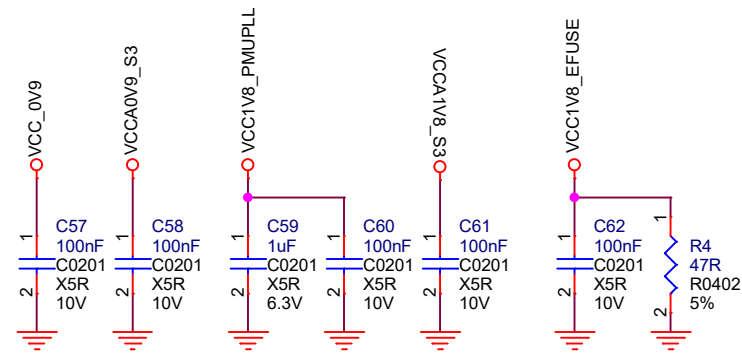 VCC_0V9
VCCA0V9_S3
VCC1V8_PMUPLL
VCCA1V8_S3
VCC1V8_EFUSE
1
2
C57
100nF
C0201
X5R
10V
1
2
C58
100nF
C0201
X5R
10V
1
2
C59
1uF
C0201
X5R
6.3V
1
2
C60
100nF
C0201
X5R
10V
1
2
C61
100nF
C0201
X5R
10V
1
2
C62
100nF
C0201
X5R
10V
1
2
R4
47R
R0402
5%